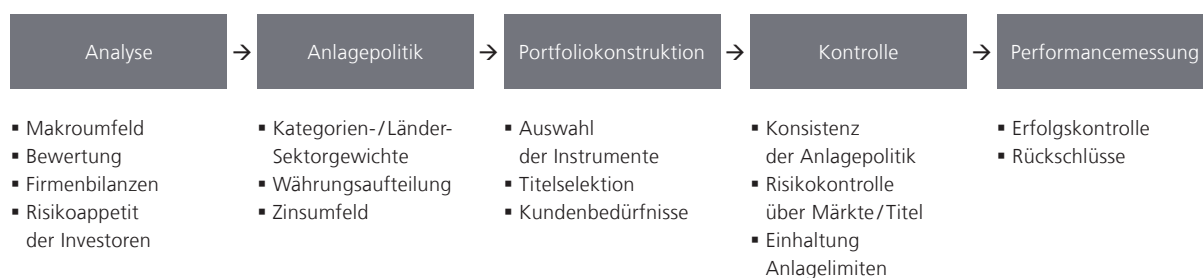 Analyse → Anlagepolitik → Portfoliokonstruktion → Kontrolle → Performancemessung
▪ Makroumfeld
▪ Bewertung
▪ Firmenbilanzen
▪ Risikoappetit
der Investoren
▪ Kategorien-/Länder-
Sektorgewichte
▪ Währungsaufteilung
▪ Zinsumfeld
▪ Auswahl
der Instrumente
▪ Titelselektion
▪ Kundenbedürfnisse
▪ Konsistenz
der Anlagepolitik
▪ Risikokontrolle
über Märkte/Titel
▪ Einhaltung
Anlagelimiten
▪ Erfolgskontrolle
▪ Rückschlüsse